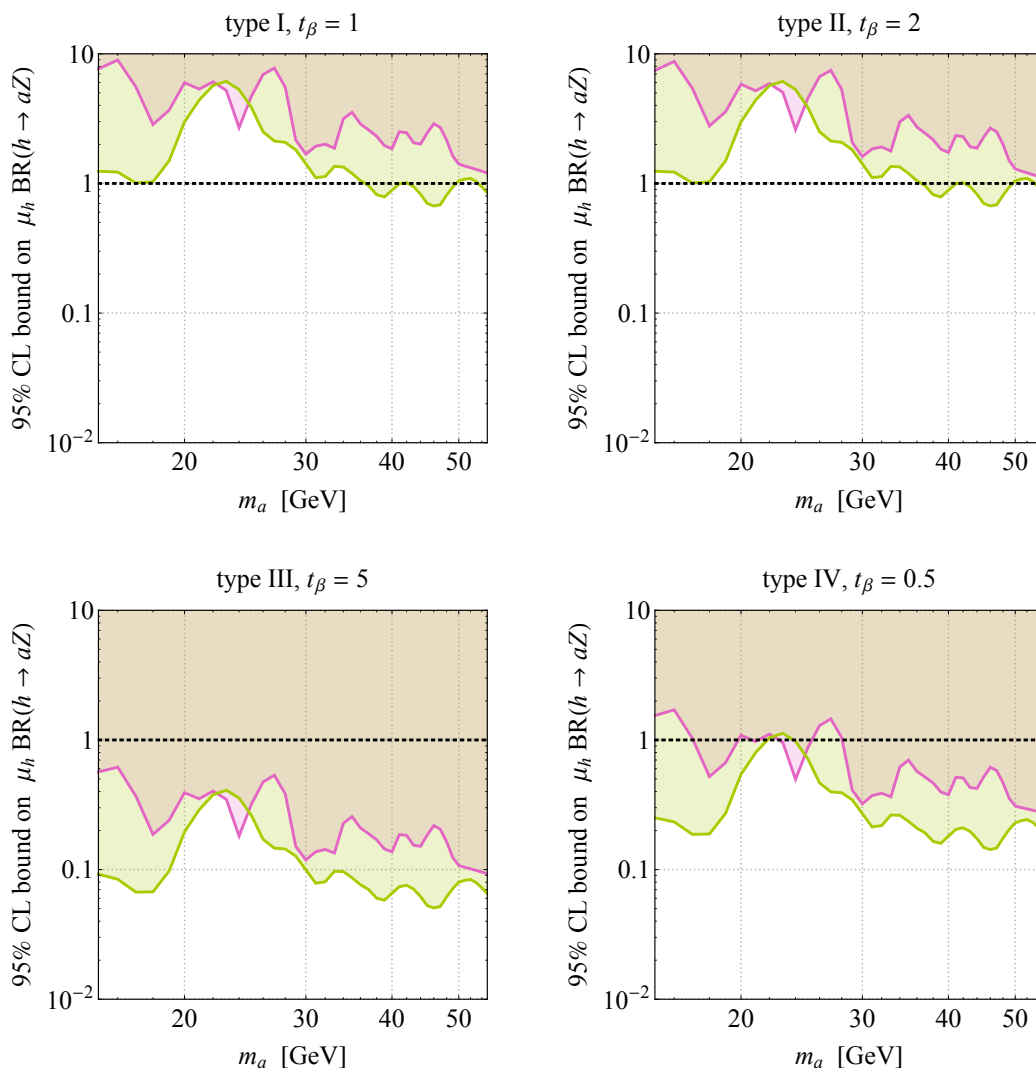 type I, tβ = 1
95% CL bound on μh BR(h → aZ)
10
1
0.1
10⁻²
20
30
40
50
ma [GeV]
type II, tβ = 2
95% CL bound on μh BR(h → aZ)
10
1
0.1
10⁻²
20
30
40
50
ma [GeV]
type III, tβ = 5
95% CL bound on μh BR(h → aZ)
10
1
0.1
10⁻²
20
30
40
50
ma [GeV]
type IV, tβ = 0.5
95% CL bound on μh BR(h → aZ)
10
1
0.1
10⁻²
20
30
40
50
ma [GeV]